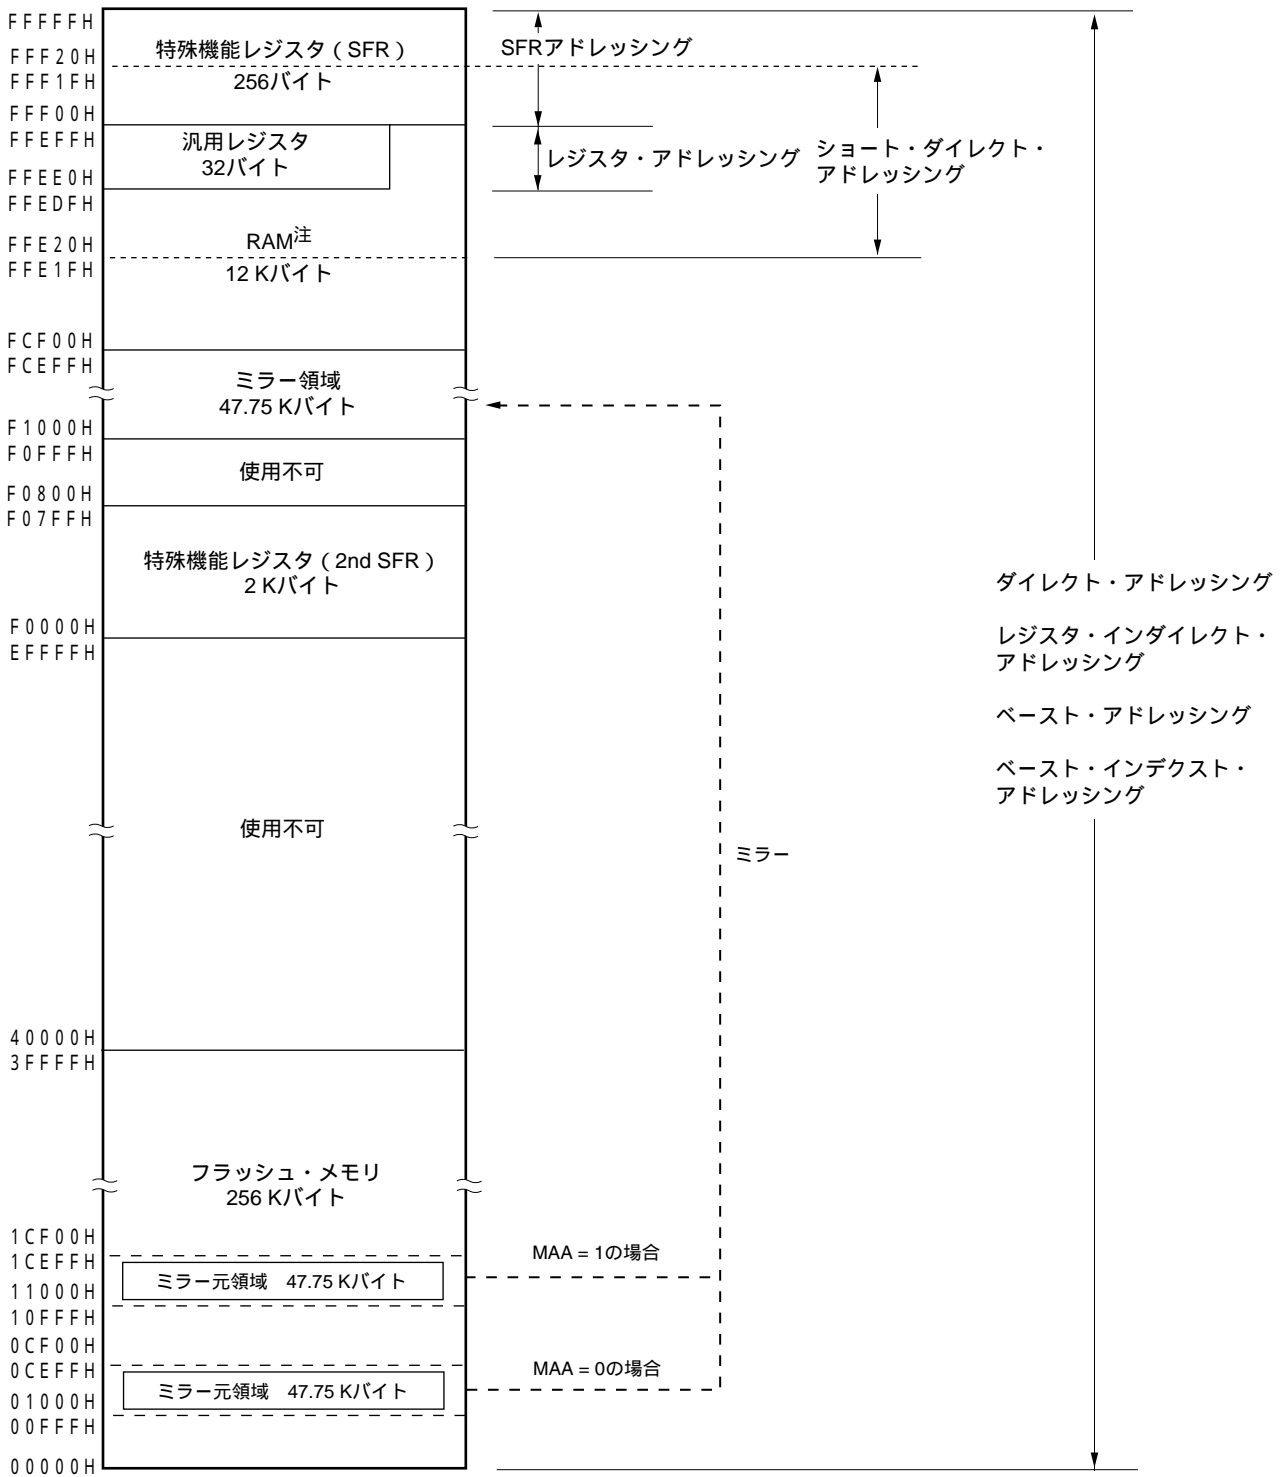 FFFFFH
特殊機能レジスタ（SFR）
SFRアドレッシング
FFF20H
FFF1FH
256バイト
FFF00H
FFEFFH
汎用レジスタ
32バイト
レジスタ・アドレッシング
ショート・ダイレクト・
アドレッシング
FFEE0H
FFEDFH
FFE20H
RAM注
FFE1FH
12 Kバイト
FCF00H
FCEFFH
ミラー領域
47.75 Kバイト
F1000H
F0FFFH
使用不可
F0800H
F07FFH
特殊機能レジスタ（2nd SFR）
2 Kバイト
F0000H
EFFFFH
ダイレクト・アドレッシング
レジスタ・インダイレクト・
アドレッシング
ベースト・アドレッシング
ベースト・インデクスト・
アドレッシング
使用不可
ミラー
40000H
3FFFFH
フラッシュ・メモリ
256 Kバイト
1CF00H
1CEFFH
MAA = 1の場合
ミラー元領域　47.75 Kバイト
11000H
10FFFH
0CF00H
0CEFFH
MAA = 0の場合
ミラー元領域　47.75 Kバイト
01000H
00FFFH
00000H